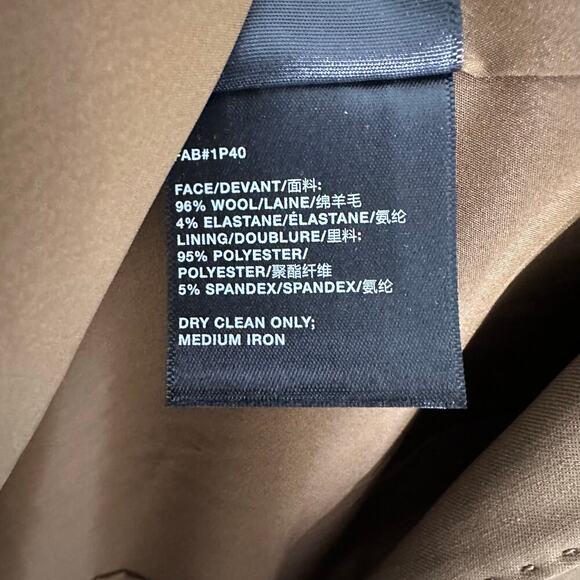 FAB#1P40
FACE/DEVANT/面料:
96% WOOL/LAINE/绵羊毛
4% ELASTANE/ÉLASTANE/氨纶
LINING/DOUBLURE/里料:
95% POLYESTER/
POLYESTER/聚酯纤维
5% SPANDEX/SPANDEX/氨纶
DRY CLEAN ONLY;
MEDIUM IRON